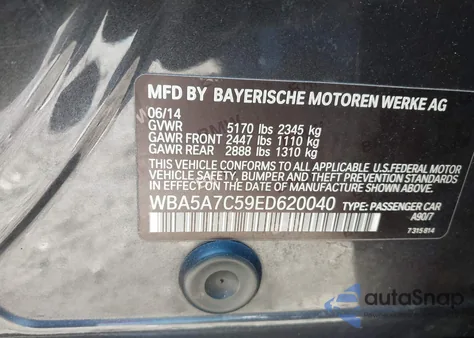 MFD BY BAYERISCHE MOTOREN WERKE AG
06/14
GVWR 5170 lbs 2345 kg
GAWR FRONT 2447 lbs 1110 kg
GAWR REAR 2888 lbs 1310 kg
THIS VEHICLE CONFORMS TO ALL APPLICABLE U.S.FEDERAL MOTOR
VEHICLE SAFETY, BUMPER AND THEFT PREVENTION STANDARDS
IN EFFECT ON THE DATE OF MANUFACTURE SHOWN ABOVE.
WBA5A7C59ED620040 TYPE: PASSENGER CAR
A90/7
7315814
autoSnap